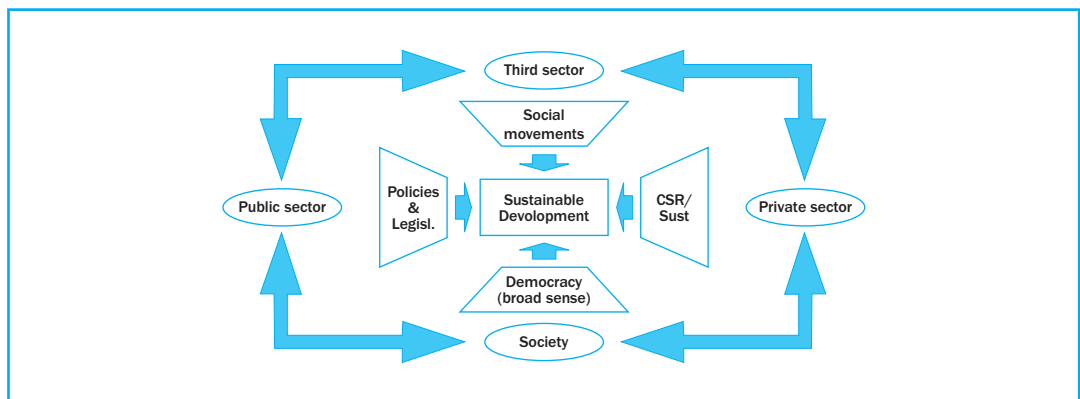 Third sector
Social
movements
Policies
&
Legisl.
Sustainable
Devolopment
CSR/
Sust
Public sector
Private sector
Democracy
(broad sense)
Society